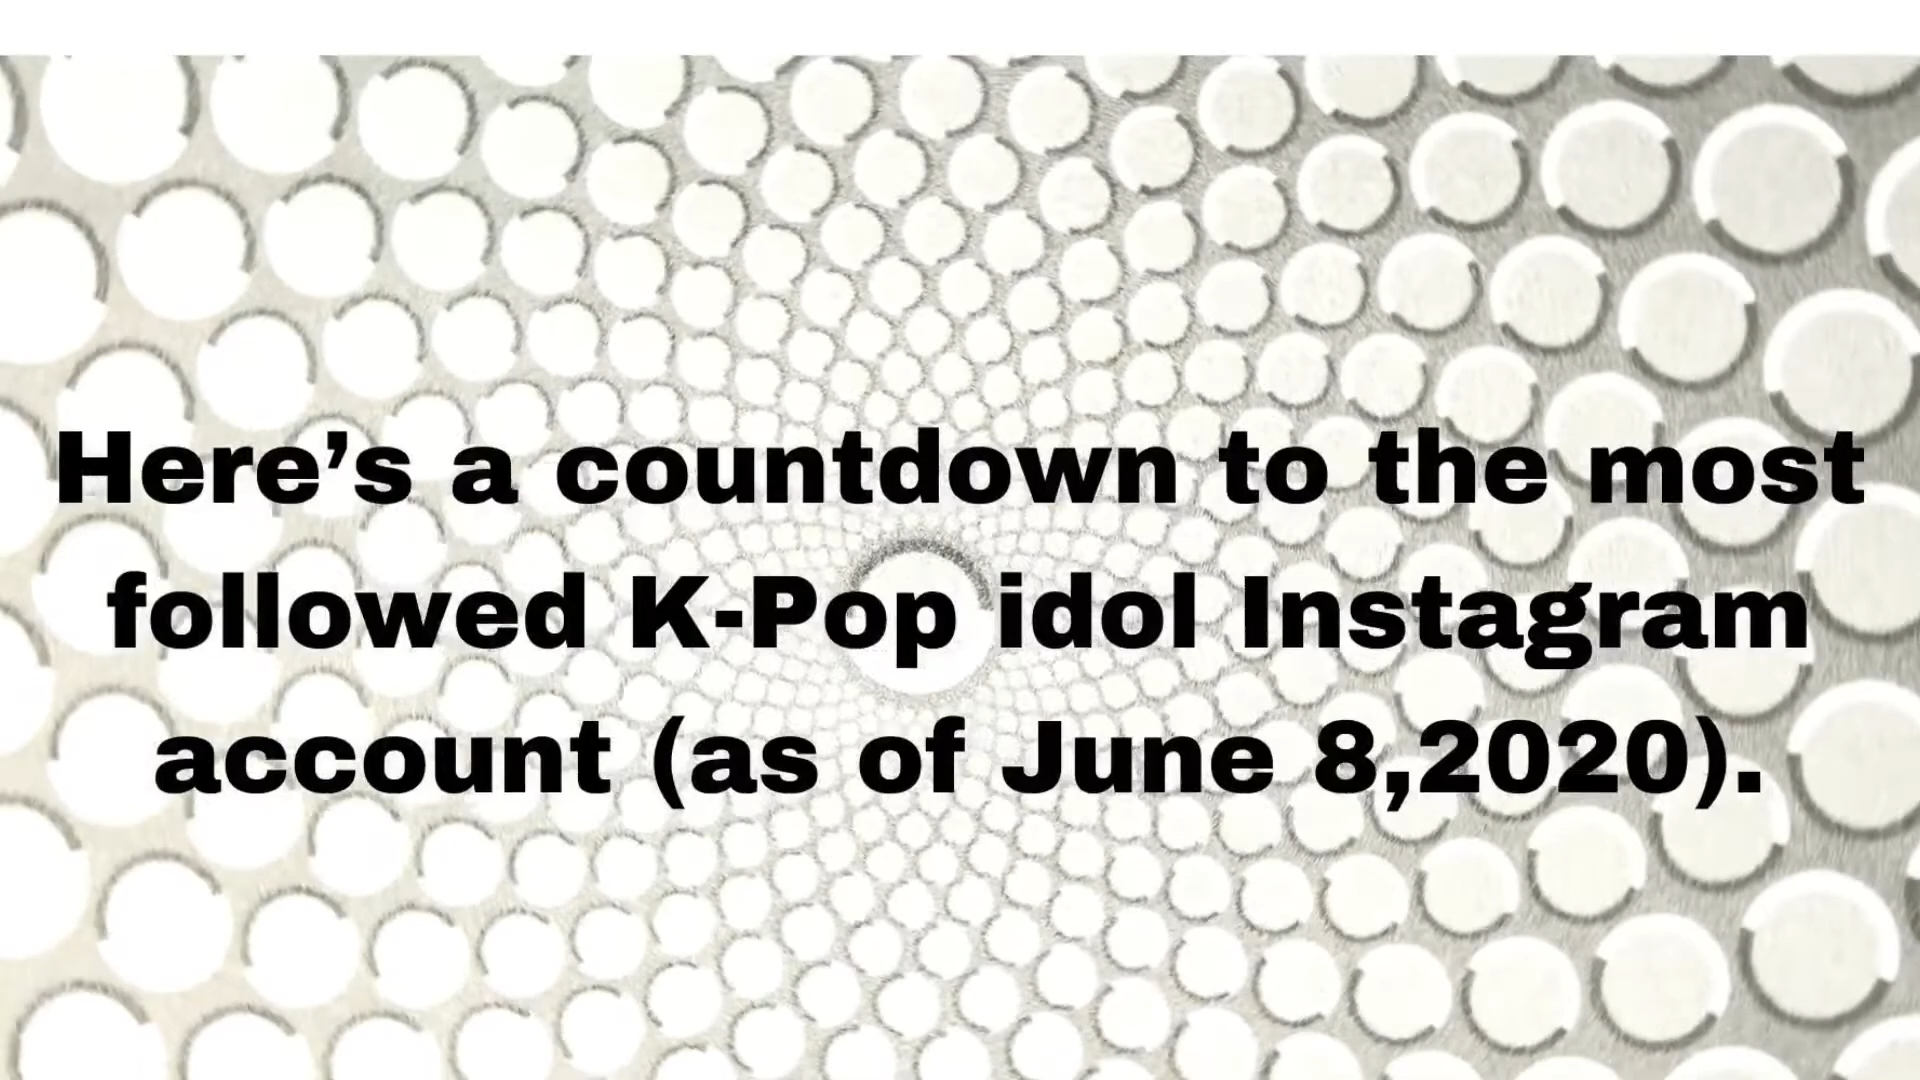 Here’s a countdown to the most
followed K-Pop idol Instagram
account (as of June 8,2020).